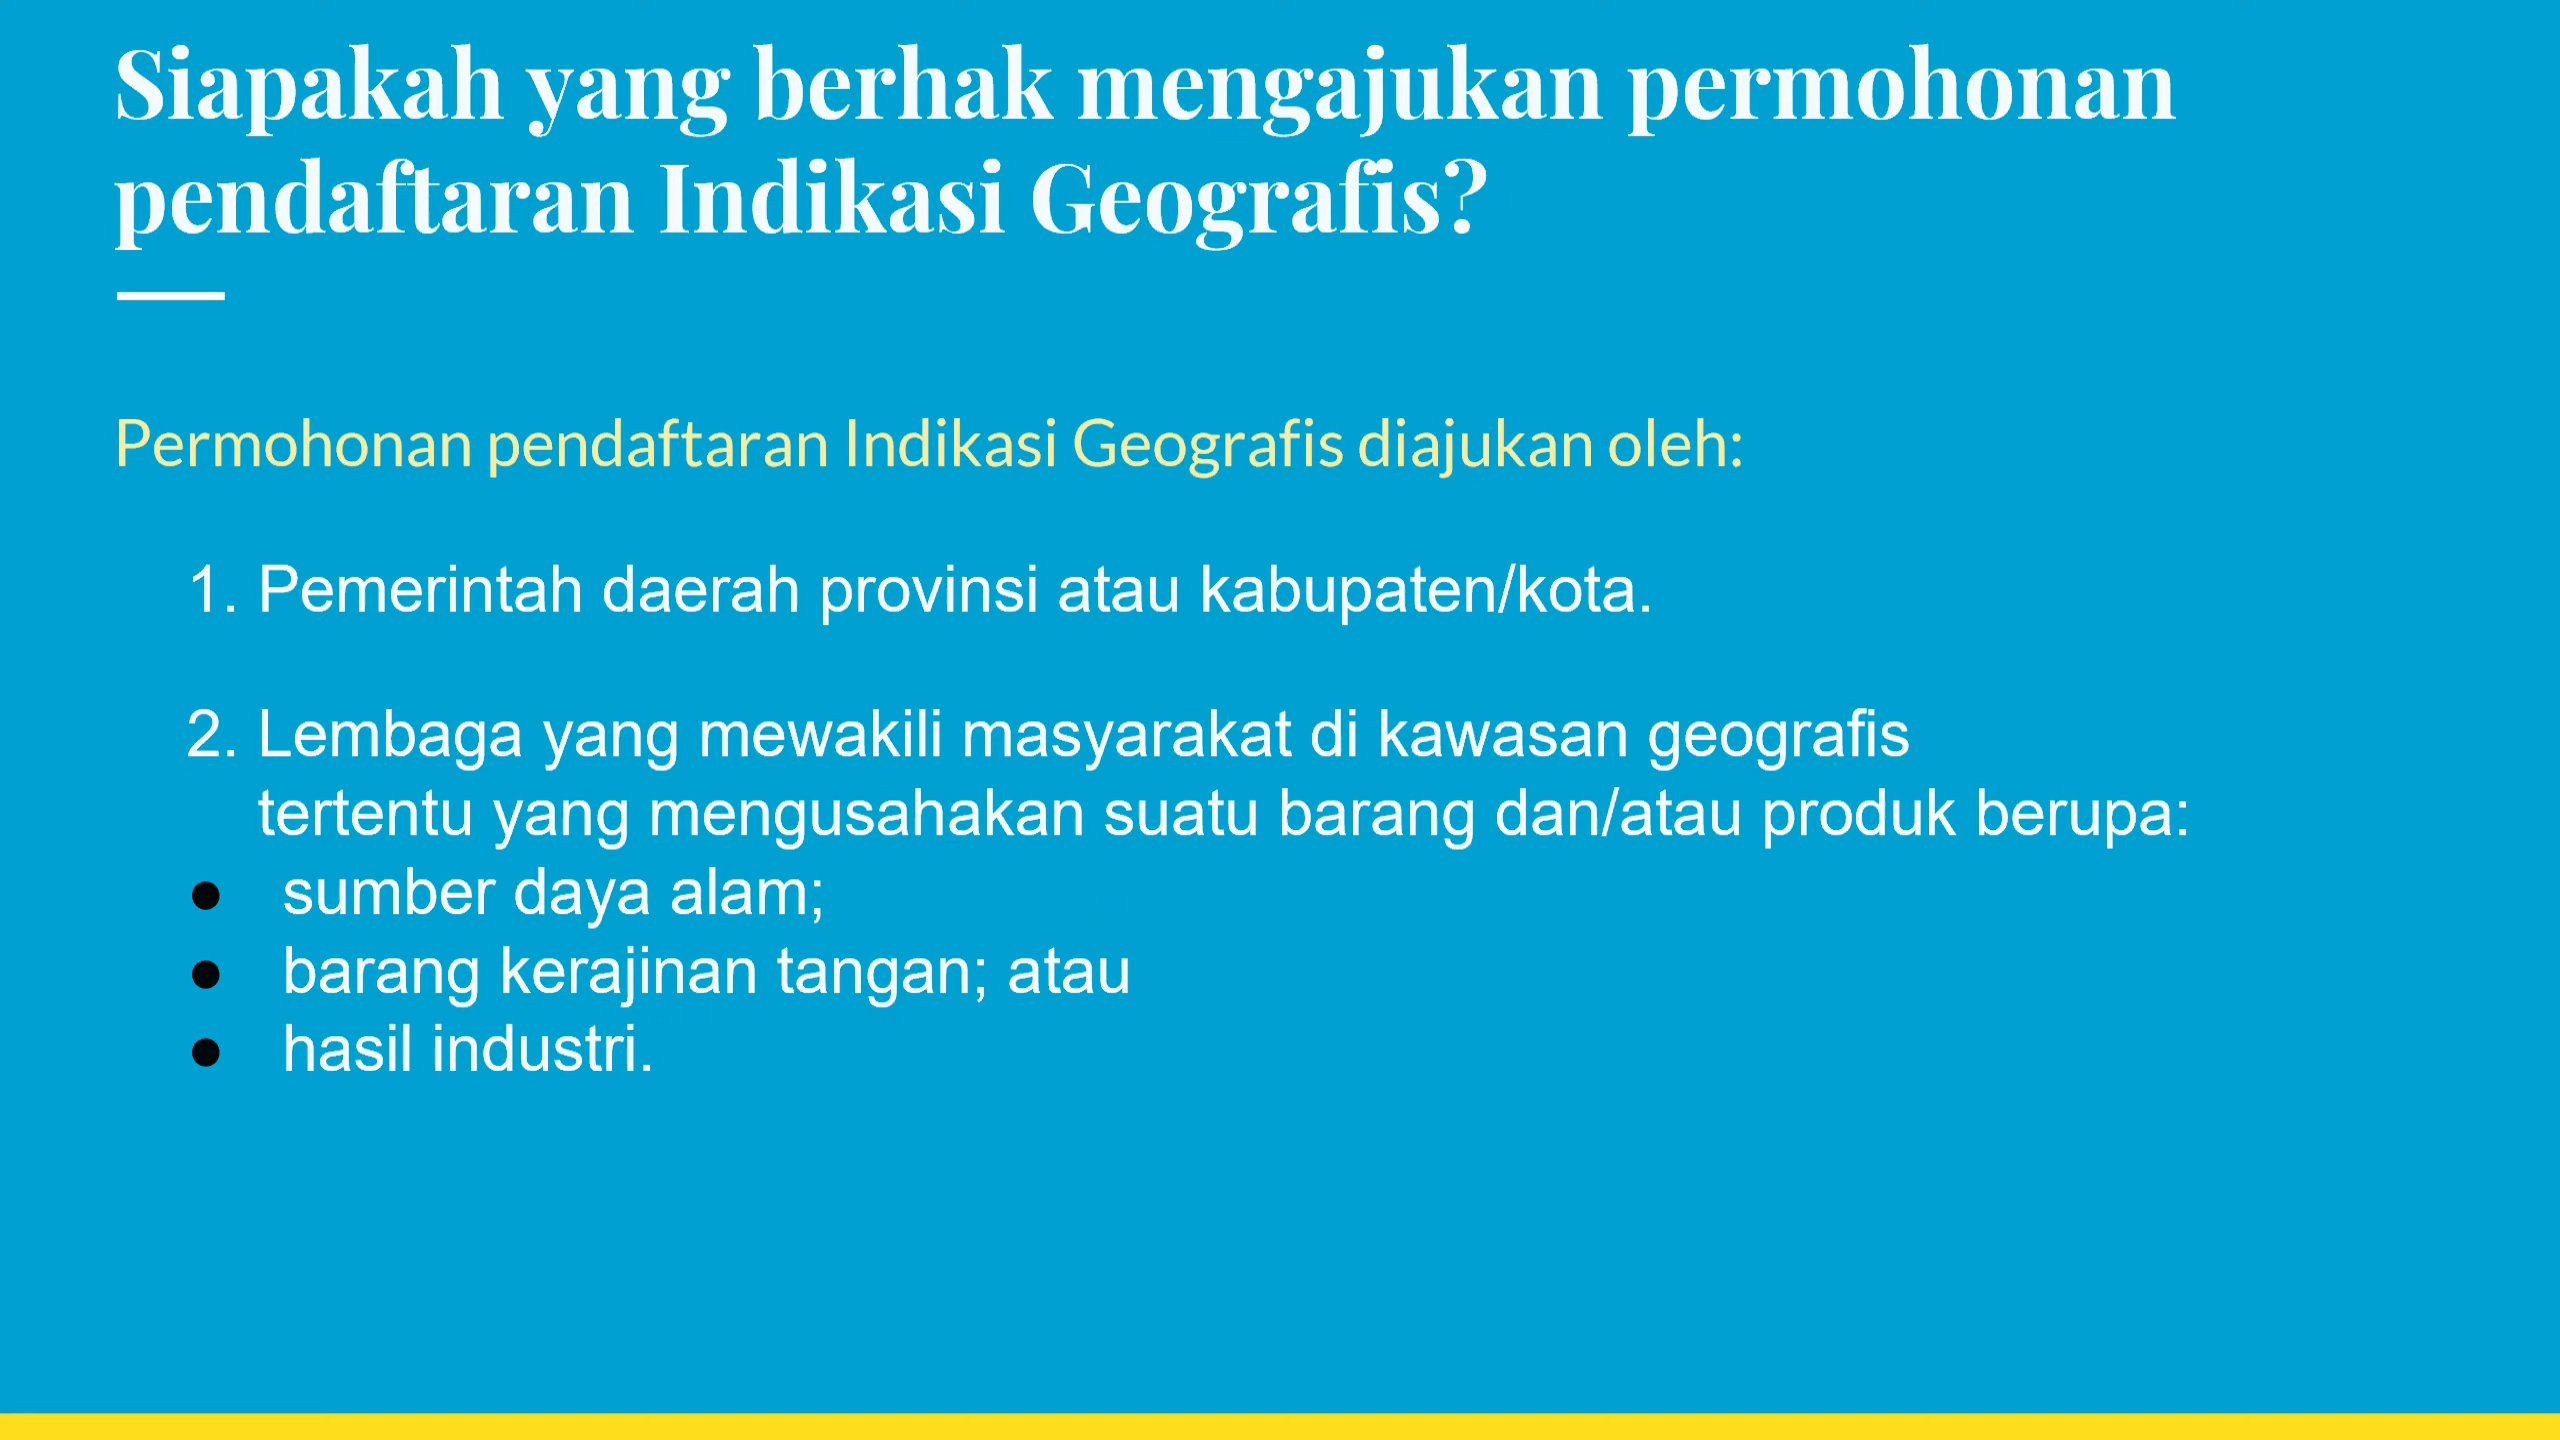 Siapakah yang berhak mengajukan permohonan
pendaftaran Indikasi Geografis?
Permohonan pendaftaran Indikasi Geografis diajukan oleh:
1. Pemerintah daerah provinsi atau kabupaten/kota.
2. Lembaga yang mewakili masyarakat di kawasan geografis
tertentu yang mengusahakan suatu barang dan/atau produk berupa:
● sumber daya alam;
● barang kerajinan tangan; atau
● hasil industri.